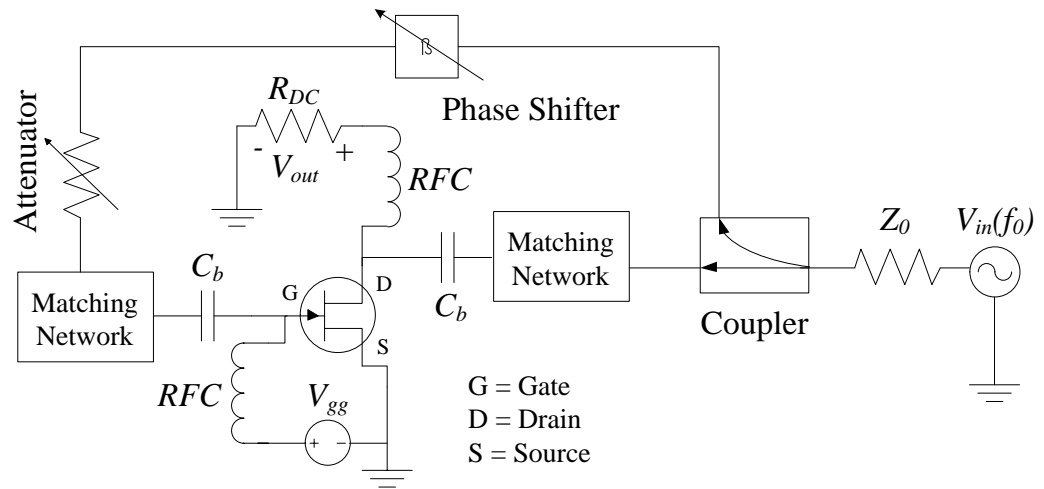 ß
Phase Shifter
Attenuator
R_DC
- V_out +
RFC
Z_0
V_in(f_0)
Matching
Network
C_b
Coupler
Matching
Network
C_b
G
D
S
RFC
V_gg
+ −
G = Gate
D = Drain
S = Source